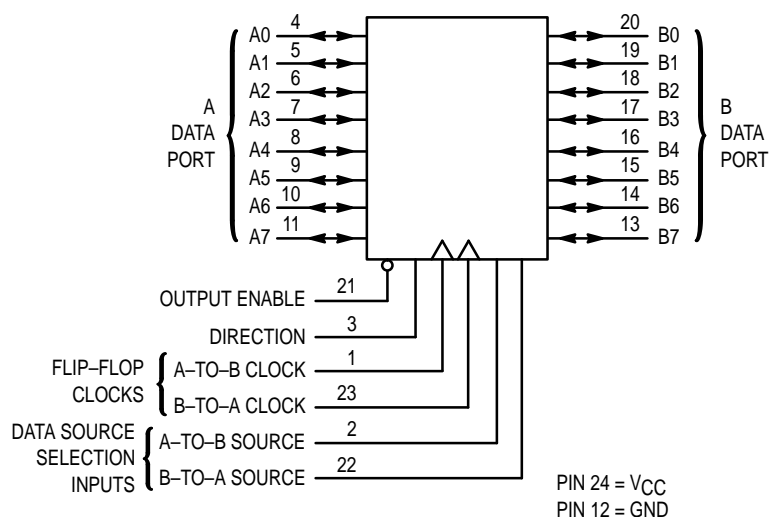 A0 4 20 B0
A1 5 19 B1
A2 6 18 B2
A3 7 17 B3
A4 8 16 B4
A5 9 15 B5
A6 10 14 B6
A7 11 13 B7
A
DATA
PORT
B
DATA
PORT
OUTPUT ENABLE 21
DIRECTION 3
FLIP–FLOP
CLOCKS
A–TO–B CLOCK 1
B–TO–A CLOCK 23
DATA SOURCE
SELECTION
INPUTS
A–TO–B SOURCE 2
B–TO–A SOURCE 22
PIN 24 = VCC
PIN 12 = GND